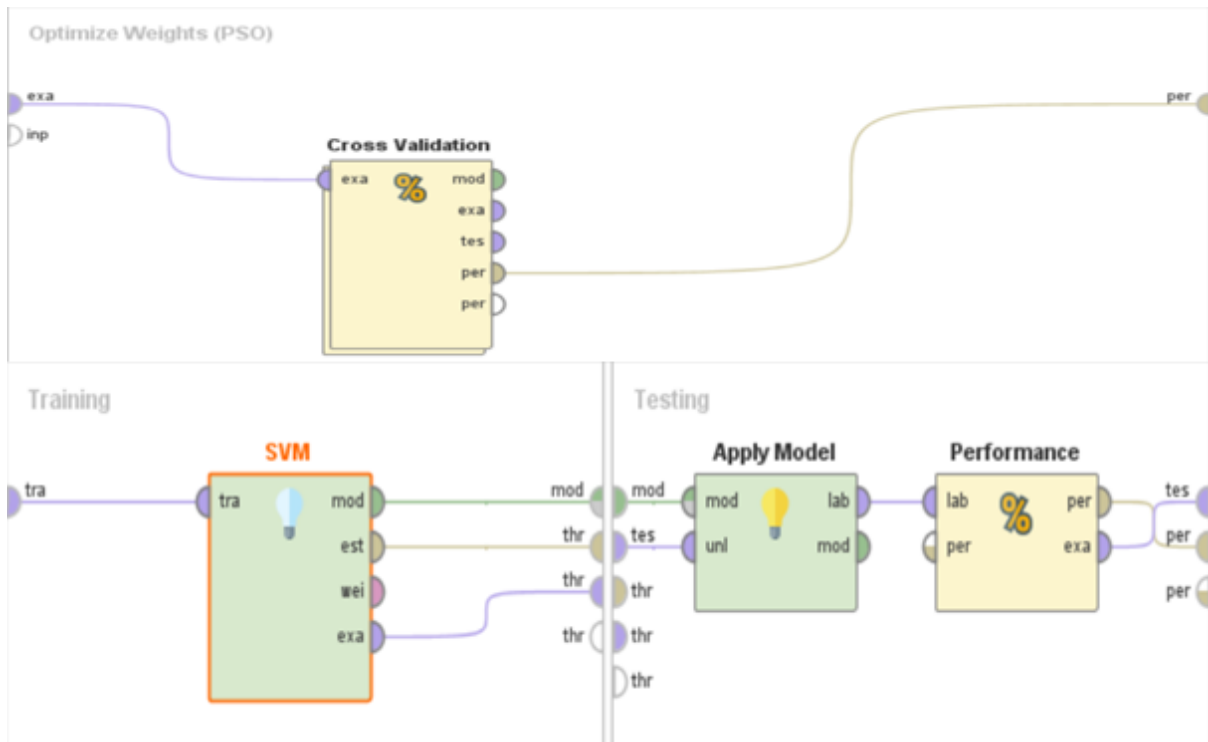 Optimize Weights (PSO)
exa
per
inp
Cross Validation
exa mod
exa
tes
per
per
Training
SVM
tra
tra mod
mod
est
thr
wei
thr
exa
thr
Testing
Apply Model
Performance
mod
mod lab
lab per
tes
tes
unl mod
per exa
per
thr
per
thr
thr